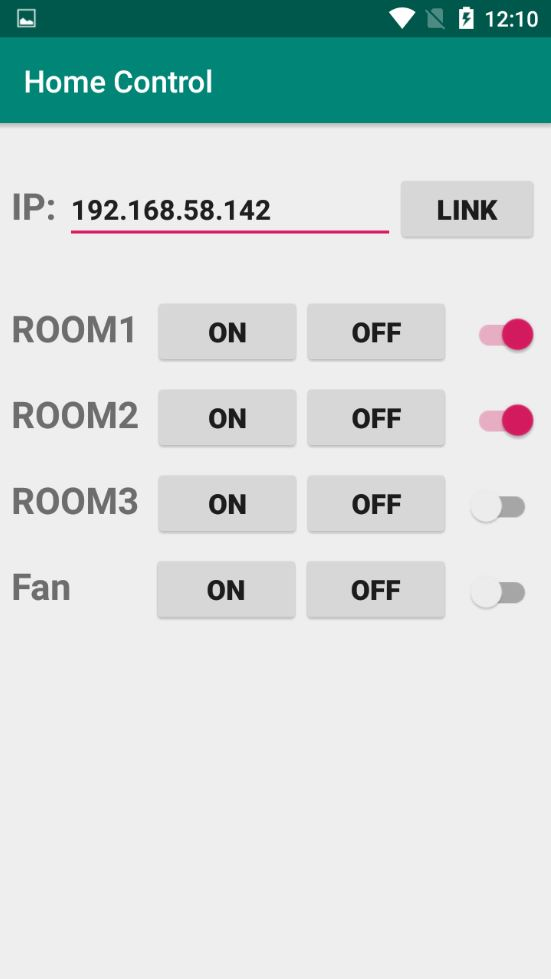 12:10
Home Control
IP: 192.168.58.142 LINK
ROOM1 ON OFF
ROOM2 ON OFF
ROOM3 ON OFF
Fan ON OFF